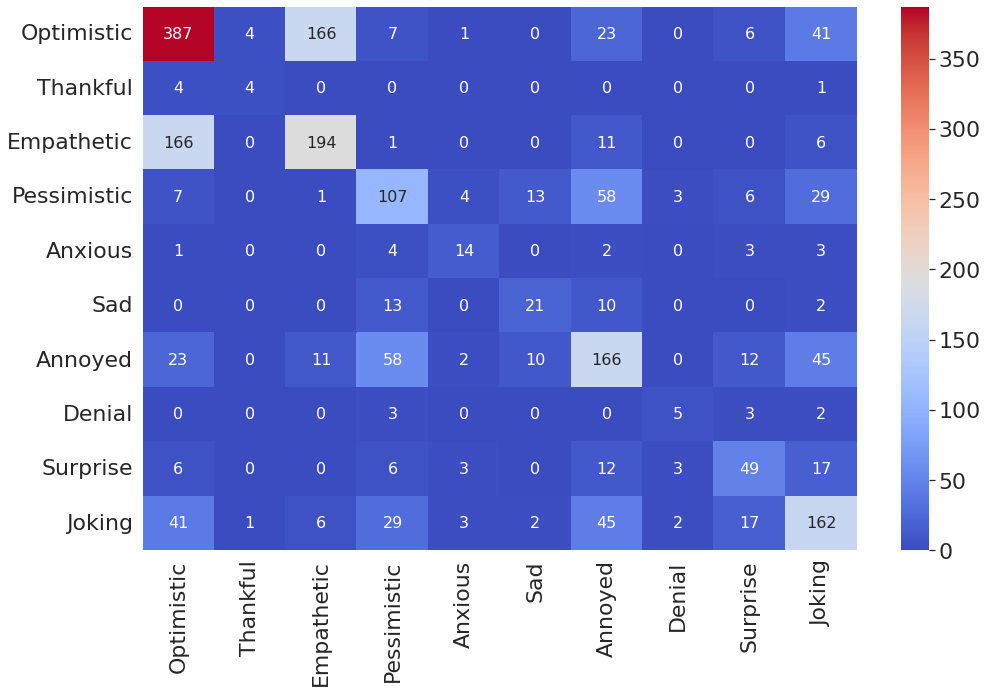 Optimistic 387 4 166 7 1 0 23 0 6 41
Thankful 4 4 0 0 0 0 0 0 0 1
Empathetic 166 0 194 1 0 0 11 0 0 6
Pessimistic 7 0 1 107 4 13 58 3 6 29
Anxious 1 0 0 4 14 0 2 0 3 3
Sad 0 0 0 13 0 21 10 0 0 2
Annoyed 23 0 11 58 2 10 166 0 12 45
Denial 0 0 0 3 0 0 0 5 3 2
Surprise 6 0 0 6 3 0 12 3 49 17
Joking 41 1 6 29 3 2 45 2 17 162
Optimistic
Thankful
Empathetic
Pessimistic
Anxious
Sad
Annoyed
Denial
Surprise
Joking
350
300
250
200
150
100
50
0